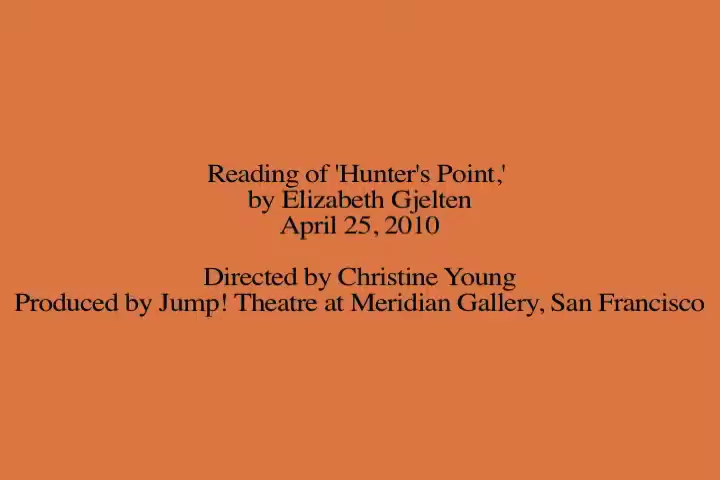 Reading of 'Hunter's Point,'
by Elizabeth Gjelten
April 25, 2010
Directed by Christine Young
Produced by Jump! Theatre at Meridian Gallery, San Francisco